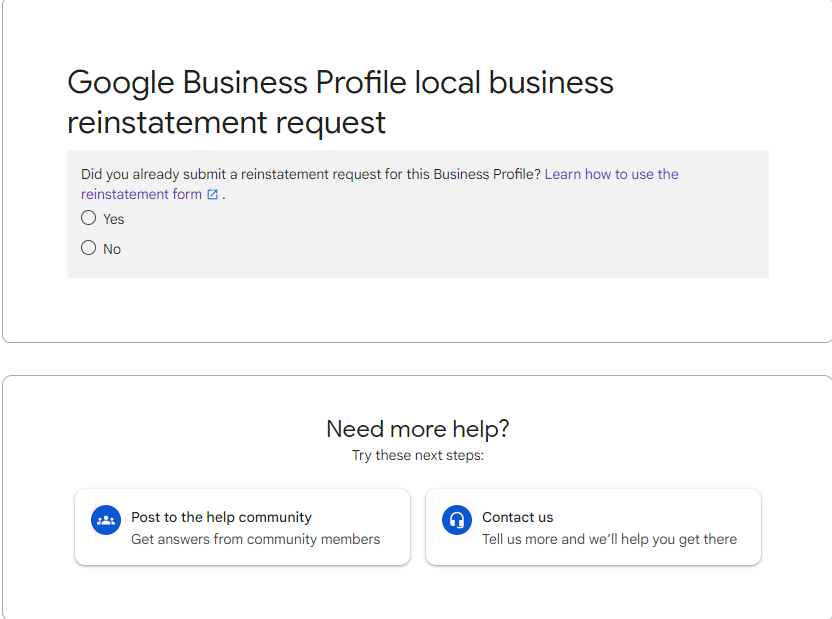 Google Business Profile local business
reinstatement request
Did you already submit a reinstatement request for this Business Profile? Learn how to use the
reinstatement form .
Yes
No
Need more help?
Try these next steps:
Post to the help community
Get answers from community members
Contact us
Tell us more and we’ll help you get there